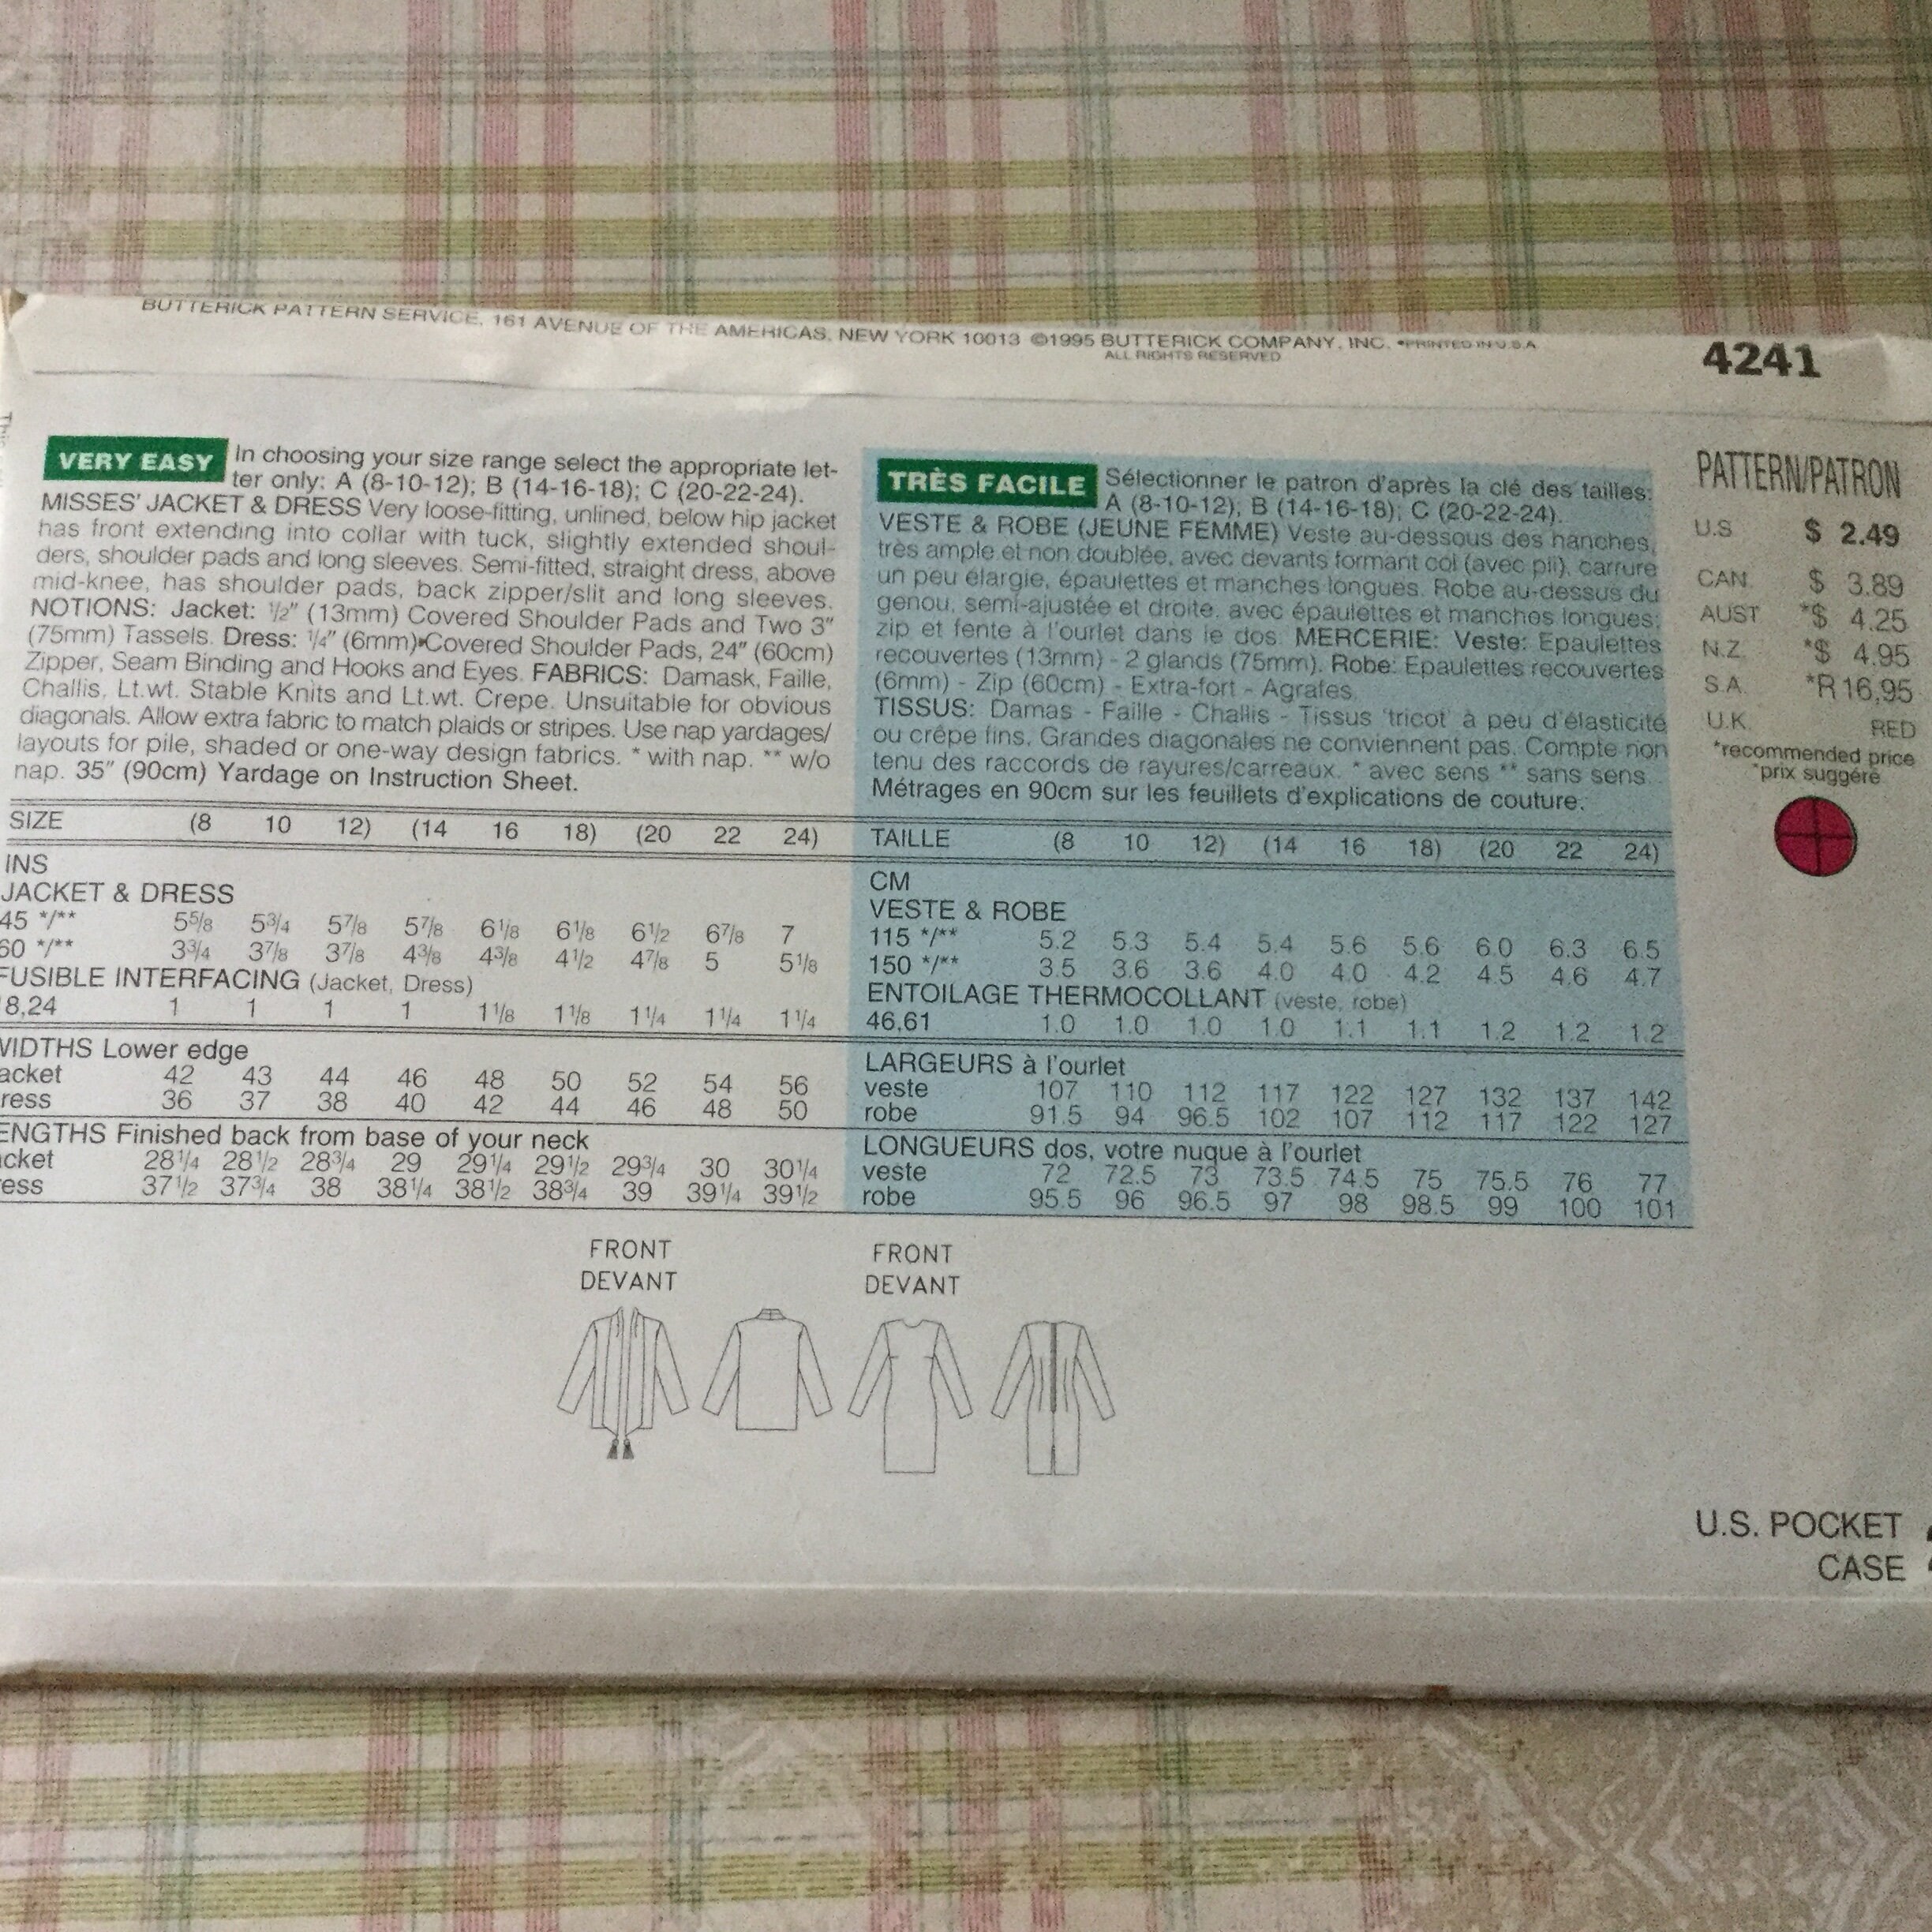 BUTTERICK PATTERN SERVICE, 161 AVENUE OF THE AMERICAS, NEW YORK 10013 ©1995 BUTTERICK COMPANY, INC. •PRINTED IN U.S.A.
ALL RIGHTS RESERVED
4241
VERY EASY In choosing your size range select the appropriate let-
ter only: A (8-10-12); B (14-16-18); C (20-22-24).
MISSES' JACKET & DRESS Very loose-fitting, unlined, below hip jacket
has front extending into collar with tuck, slightly extended shoul-
ders, shoulder pads and long sleeves. Semi-fitted, straight dress, above
mid-knee, has shoulder pads, back zipper/slit and long sleeves.
NOTIONS: Jacket: 1/2" (13mm) Covered Shoulder Pads and Two 3"
(75mm) Tassels. Dress: 1/4" (6mm) Covered Shoulder Pads, 24" (60cm)
Zipper, Seam Binding and Hooks and Eyes. FABRICS: Damask, Faille,
Challis, Lt.wt. Stable Knits and Lt.wt. Crepe. Unsuitable for obvious
diagonals. Allow extra fabric to match plaids or stripes. Use nap yardages/
layouts for pile, shaded or one-way design fabrics. * with nap. ** w/o
nap. 35" (90cm) Yardage on Instruction Sheet.
SIZE (8 10 12) (14 16 18) (20 22 24)
INS
JACKET & DRESS
45 */** 5 5/8 5 3/4 5 7/8 5 7/8 6 1/8 6 1/8 6 1/2 6 7/8 7
60 */** 3 3/4 3 7/8 3 7/8 4 3/8 4 3/8 4 1/2 4 7/8 5 5 1/8
FUSIBLE INTERFACING (Jacket, Dress)
8,24 1 1 1 1 1 1/8 1 1/8 1 1/4 1 1/4 1 1/4
WIDTHS Lower edge
acket 42 43 44 46 48 50 52 54 56
ress 36 37 38 40 42 44 46 48 50
ENGTHS Finished back from base of your neck
cket 28 1/4 28 1/2 28 3/4 29 29 1/4 29 1/2 29 3/4 30 30 1/4
ess 37 1/2 37 3/4 38 38 1/4 38 1/2 38 3/4 39 39 1/4 39 1/2
TRÈS FACILE Sélectionner le patron d'après la clé des tailles:
A (8-10-12); B (14-16-18); C (20-22-24).
VESTE & ROBE (JEUNE FEMME) Veste au-dessous des hanches,
très ample et non doublée, avec devants formant col (avec pli), carrure
un peu élargie, épaulettes et manches longues. Robe au-dessus du
genou, semi-ajustée et droite, avec épaulettes et manches longues;
zip et fente à l'ourlet dans le dos. MERCERIE: Veste: Epaulettes
recouvertes (13mm) - 2 glands (75mm). Robe: Epaulettes recouvertes
(6mm) - Zip (60cm) - Extra-fort - Agrafes.
TISSUS: Damas - Faille - Challis - Tissus 'tricot' à peu d'élasticité
ou crêpe fins. Grandes diagonales ne conviennent pas. Compte non
tenu des raccords de rayures/carreaux. * avec sens ** sans sens.
Métrages en 90cm sur les feuillets d'explications de couture.
TAILLE (8 10 12) (14 16 18) (20 22 24)
CM
VESTE & ROBE
115 */** 5.2 5.3 5.4 5.4 5.6 5.6 6.0 6.3 6.5
150 */** 3.5 3.6 3.6 4.0 4.0 4.2 4.5 4.6 4.7
ENTOILAGE THERMOCOLLANT (veste, robe)
46,61 1.0 1.0 1.0 1.0 1.1 1.1 1.2 1.2 1.2
LARGEURS à l'ourlet
veste 107 110 112 117 122 127 132 137 142
robe 91.5 94 96.5 102 107 112 117 122 127
LONGUEURS dos, votre nuque à l'ourlet
veste 72 72.5 73 73.5 74.5 75 75.5 76 77
robe 95.5 96 96.5 97 98 98.5 99 100 101
PATTERN/PATRON
U.S $ 2.49
CAN. $ 3.89
AUST *$ 4.25
N.Z. *$ 4.95
S.A. *R16,95
U.K. RED
*recommended price
*prix suggéré
FRONT
DEVANT
FRONT
DEVANT
U.S. POCKET
CASE